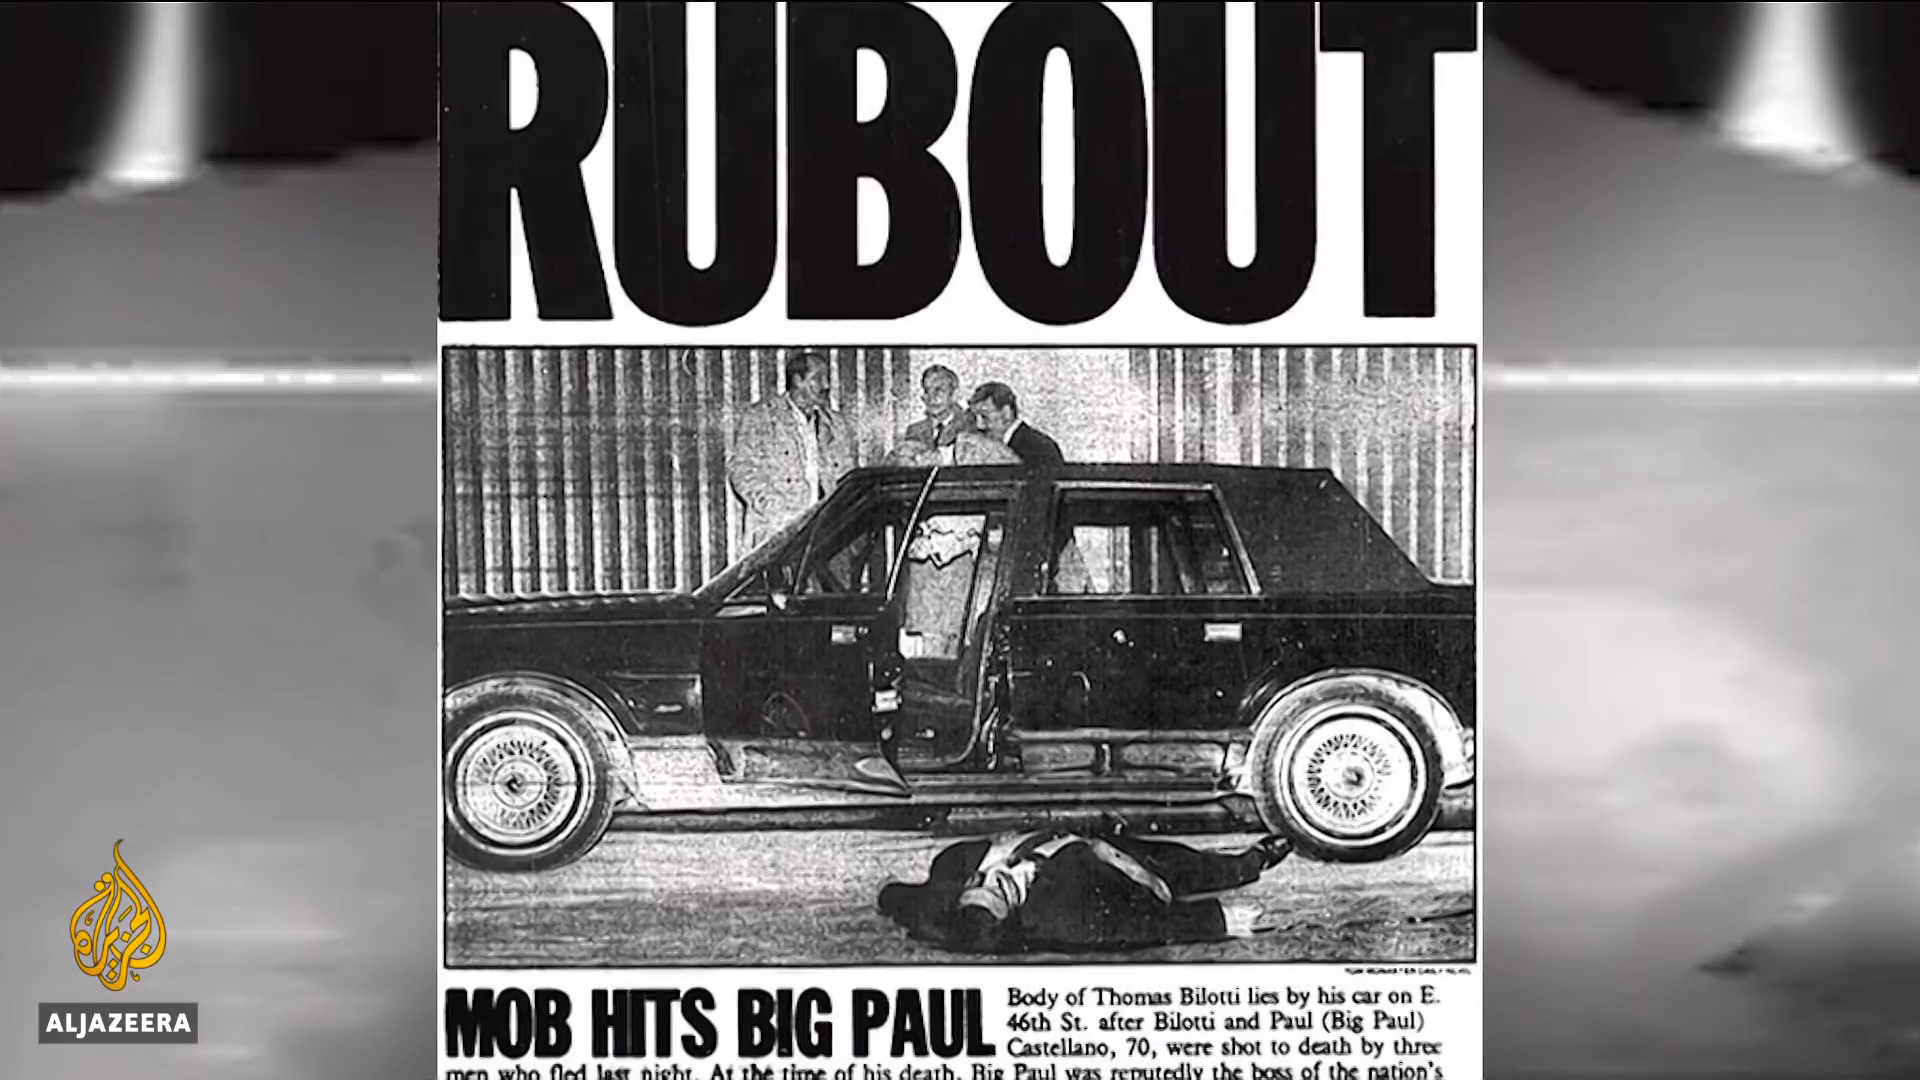 RUBOUT
MOB HITS BIG PAUL
Body of Thomas Bilotti lies by his car on E.
46th St. after Bilotti and Paul (Big Paul)
Castellano, 70, were shot to death by three
men who fled last night. At the time of his death, Big Paul was reputedly the boss of the nation's
ALJAZEERA